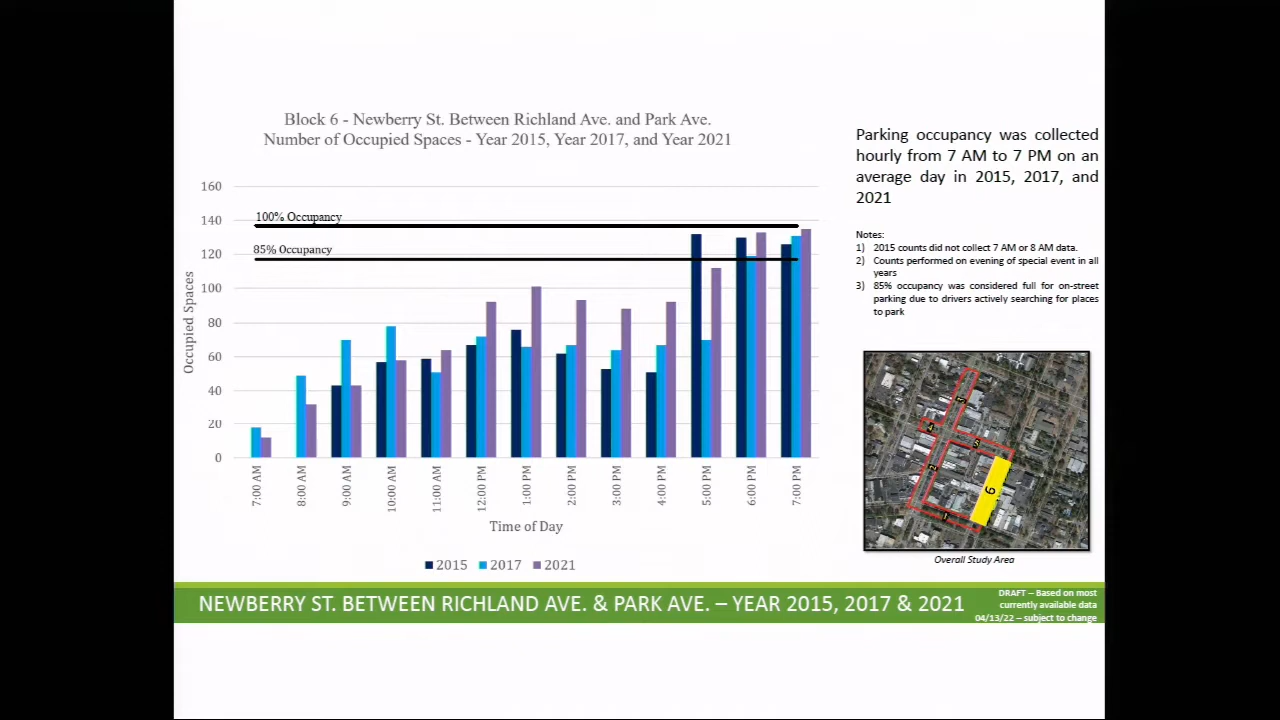 Block 6 - Newberry St. Between Richland Ave. and Park Ave.
Number of Occupied Spaces - Year 2015, Year 2017, and Year 2021
160
140
120
100
80
60
40
20
0
100% Occupancy
85% Occupancy
Occupied Spaces
7:00 AM
8:00 AM
9:00 AM
10:00 AM
11:00 AM
12:00 PM
1:00 PM
2:00 PM
3:00 PM
4:00 PM
5:00 PM
6:00 PM
7:00 PM
Time of Day
2015 2017 2021
Parking occupancy was collected
hourly from 7 AM to 7 PM on an
average day in 2015, 2017, and
2021
Notes:
1) 2015 counts did not collect 7 AM or 8 AM data.
2) Counts performed on evening of special event in all
years
3) 85% occupancy was considered full for on-street
parking due to drivers actively searching for places
to park
4
5
2
6
1
Overall Study Area
NEWBERRY ST. BETWEEN RICHLAND AVE. & PARK AVE. – YEAR 2015, 2017 & 2021
DRAFT – Based on most
currently available data
04/13/22 – subject to change